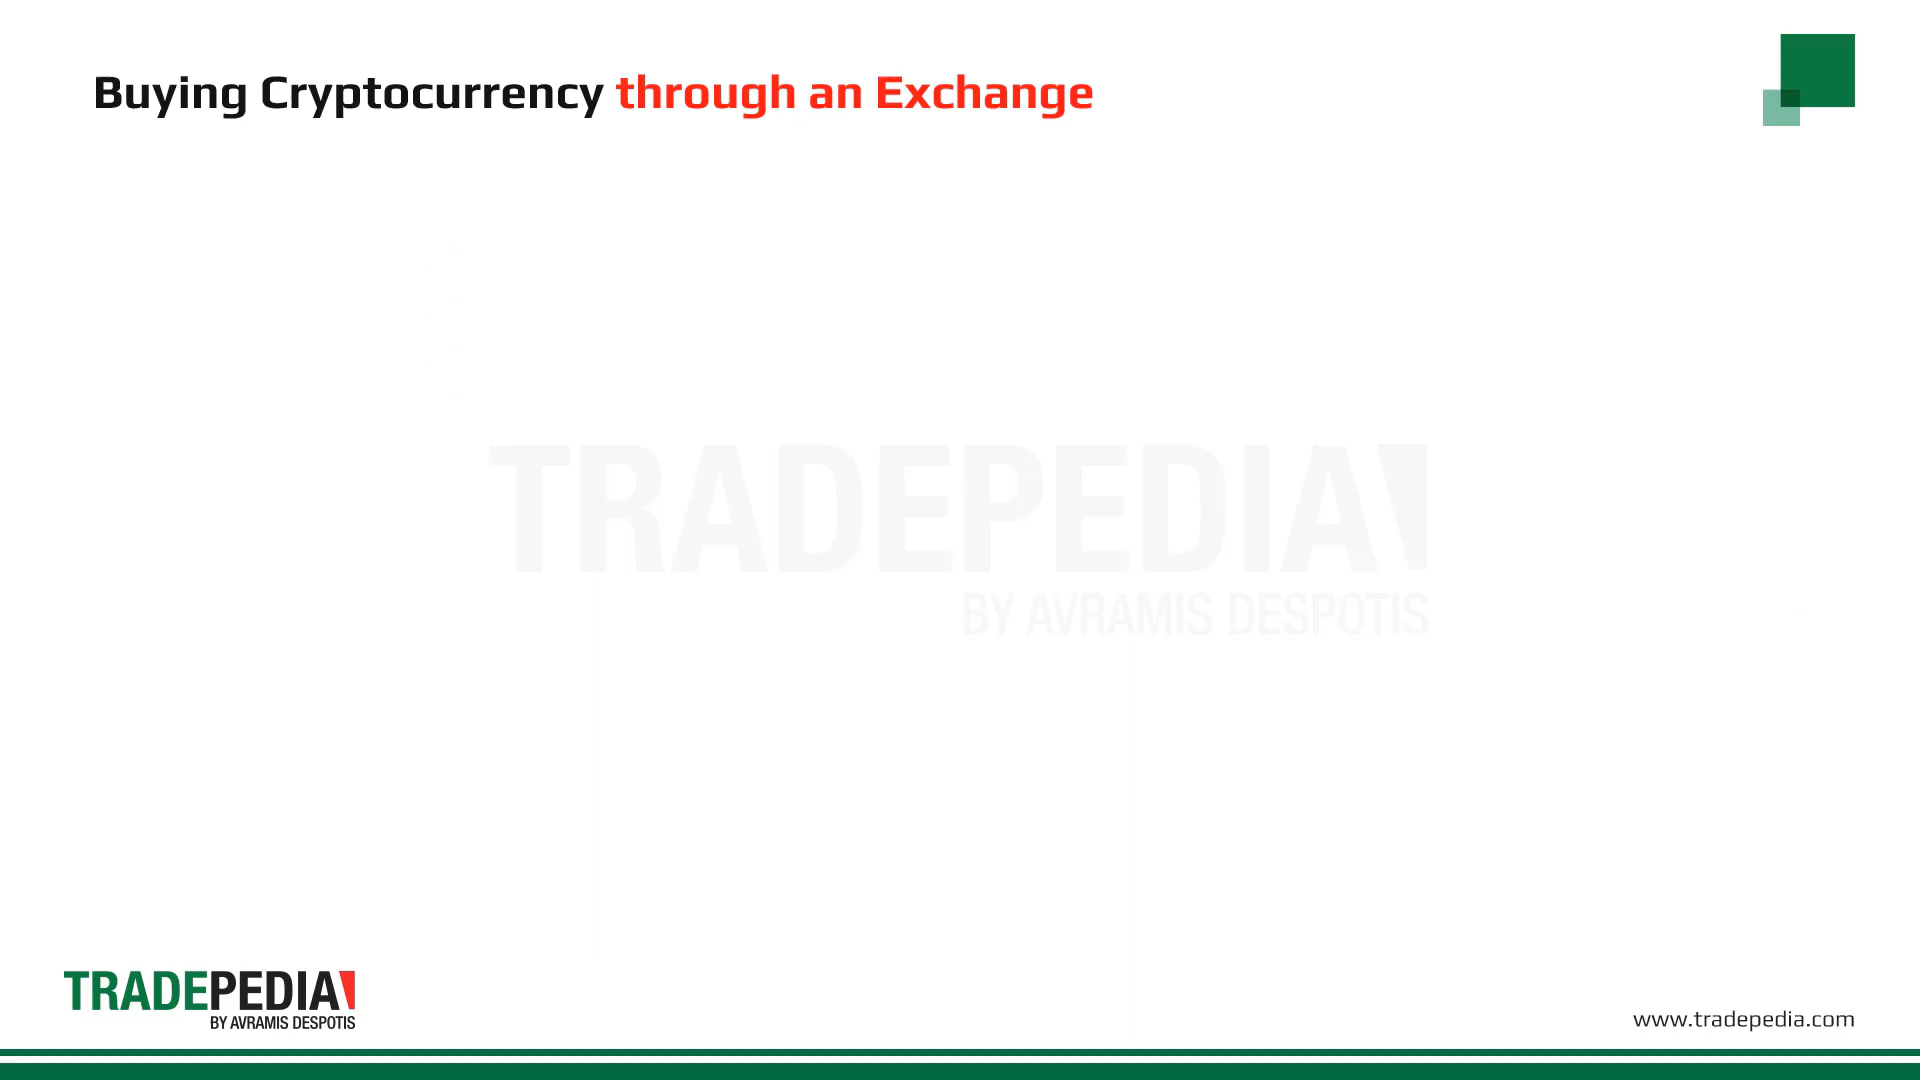 Buying Cryptocurrency through an Exchange
TRADEPEDIA
BY AVRAMIS DESPOTIS
TRADEPEDIA
BY AVRAMIS DESPOTIS
www.tradepedia.com